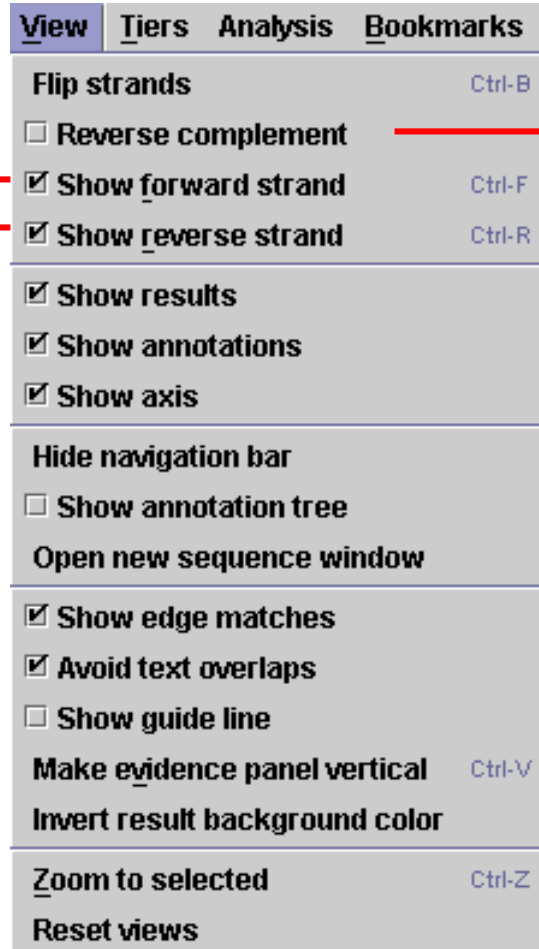 View Tiers Analysis Bookmarks
Flip strands Ctrl-B
Reverse complement
Show forward strand Ctrl-F
Show reverse strand Ctrl-R
Show results
Show annotations
Show axis
Hide navigation bar
Show annotation tree
Open new sequence window
Show edge matches
Avoid text overlaps
Show guide line
Make evidence panel vertical Ctrl-V
Invert result background color
Zoom to selected Ctrl-Z
Reset views